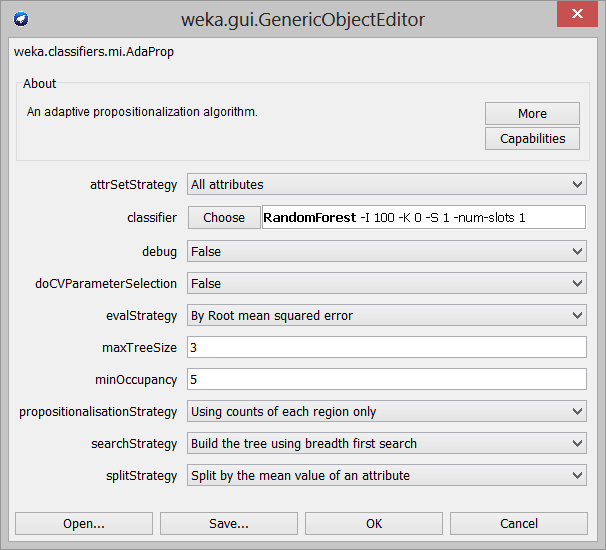 weka.gui.GenericObjectEditor
weka.classifiers.mi.AdaProp
About
An adaptive propositionalization algorithm.
More
Capabilities
attrSetStrategy All attributes
classifier Choose RandomForest -I 100 -K 0 -S 1 -num-slots 1
debug False
doCVParameterSelection False
evalStrategy By Root mean squared error
maxTreeSize 3
minOccupancy 5
propositionalisationStrategy Using counts of each region only
searchStrategy Build the tree using breadth first search
splitStrategy Split by the mean value of an attribute
Open... Save... OK Cancel